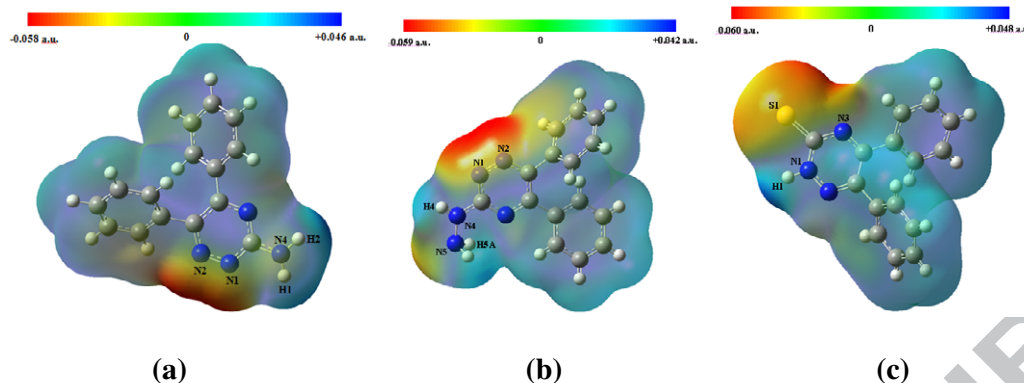 -0.058 a.u. 0 +0.046 a.u.
0.059 a.u. 0 +0.042 a.u.
0.060 a.u. 0 +0.048 a.u.
N4 H2
N2 N1
H1
N1 N2
H4
N4
N5 H5A
S1
N3
N1
H1
(a) (b) (c)